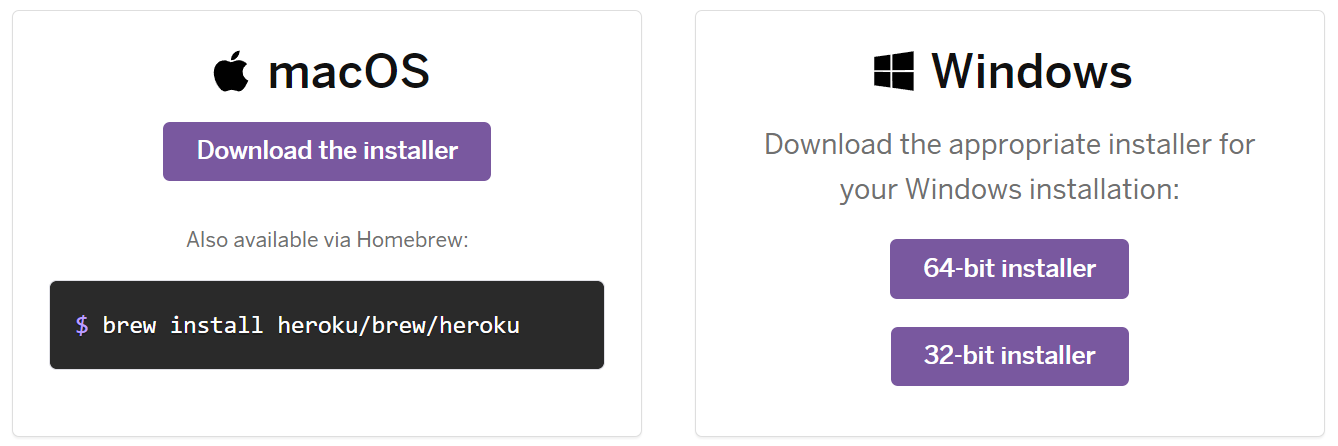 macOS
Download the installer
Also available via Homebrew:
$ brew install heroku/brew/heroku
Windows
Download the appropriate installer for
your Windows installation:
64-bit installer
32-bit installer